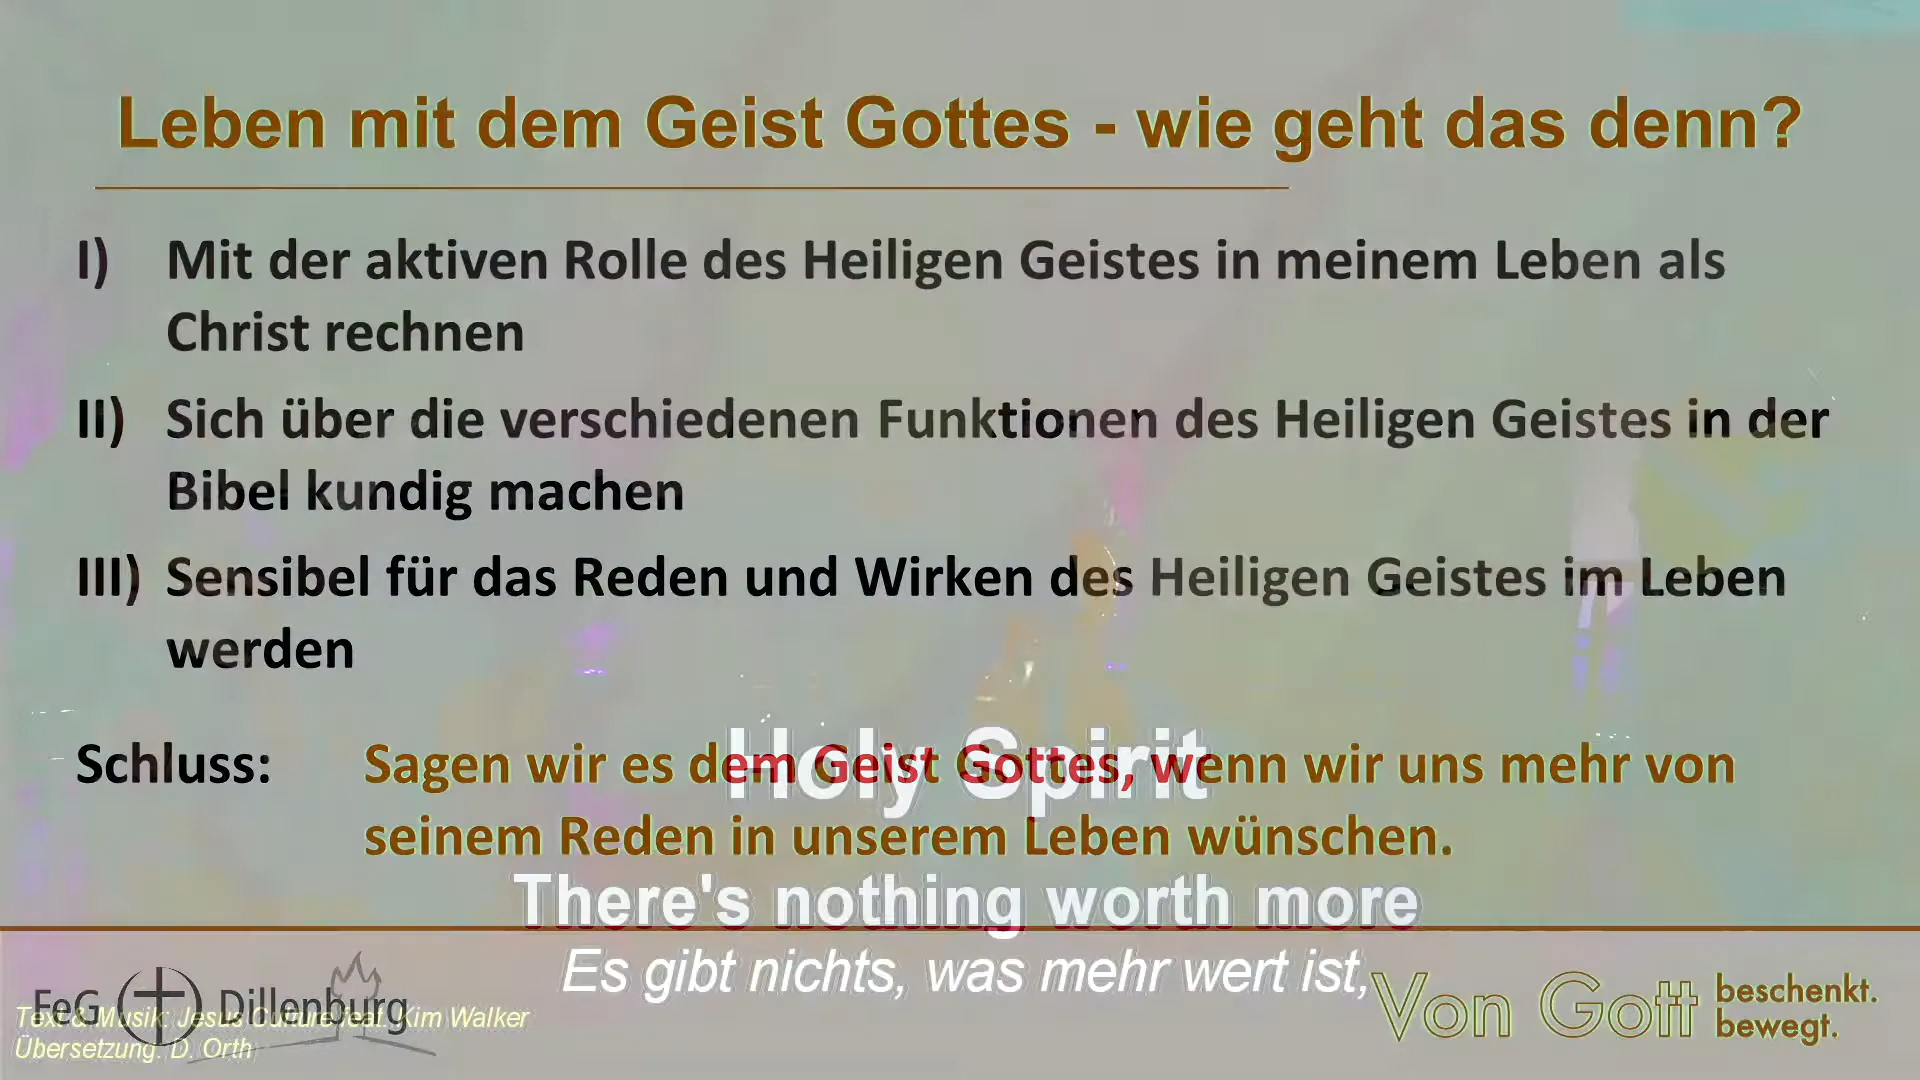 Leben mit dem Geist Gottes - wie geht das denn?
I) Mit der aktiven Rolle des Heiligen Geistes in meinem Leben als
Christ rechnen
II) Sich über die verschiedenen Funktionen des Heiligen Geistes in der
Bibel kundig machen
III) Sensibel für das Reden und Wirken des Heiligen Geistes im Leben
werden
Schluss: Sagen wir es dem Geist Gottes, wenn wir uns mehr von
seinem Reden in unserem Leben wünschen.
Holy Spirit
There's nothing worth more
Es gibt nichts, was mehr wert ist,
FeG Dillenburg
Text & Musik: Jesus Culture feat. Kim Walker
Übersetzung: D. Orth
Von Gott beschenkt.
bewegt.